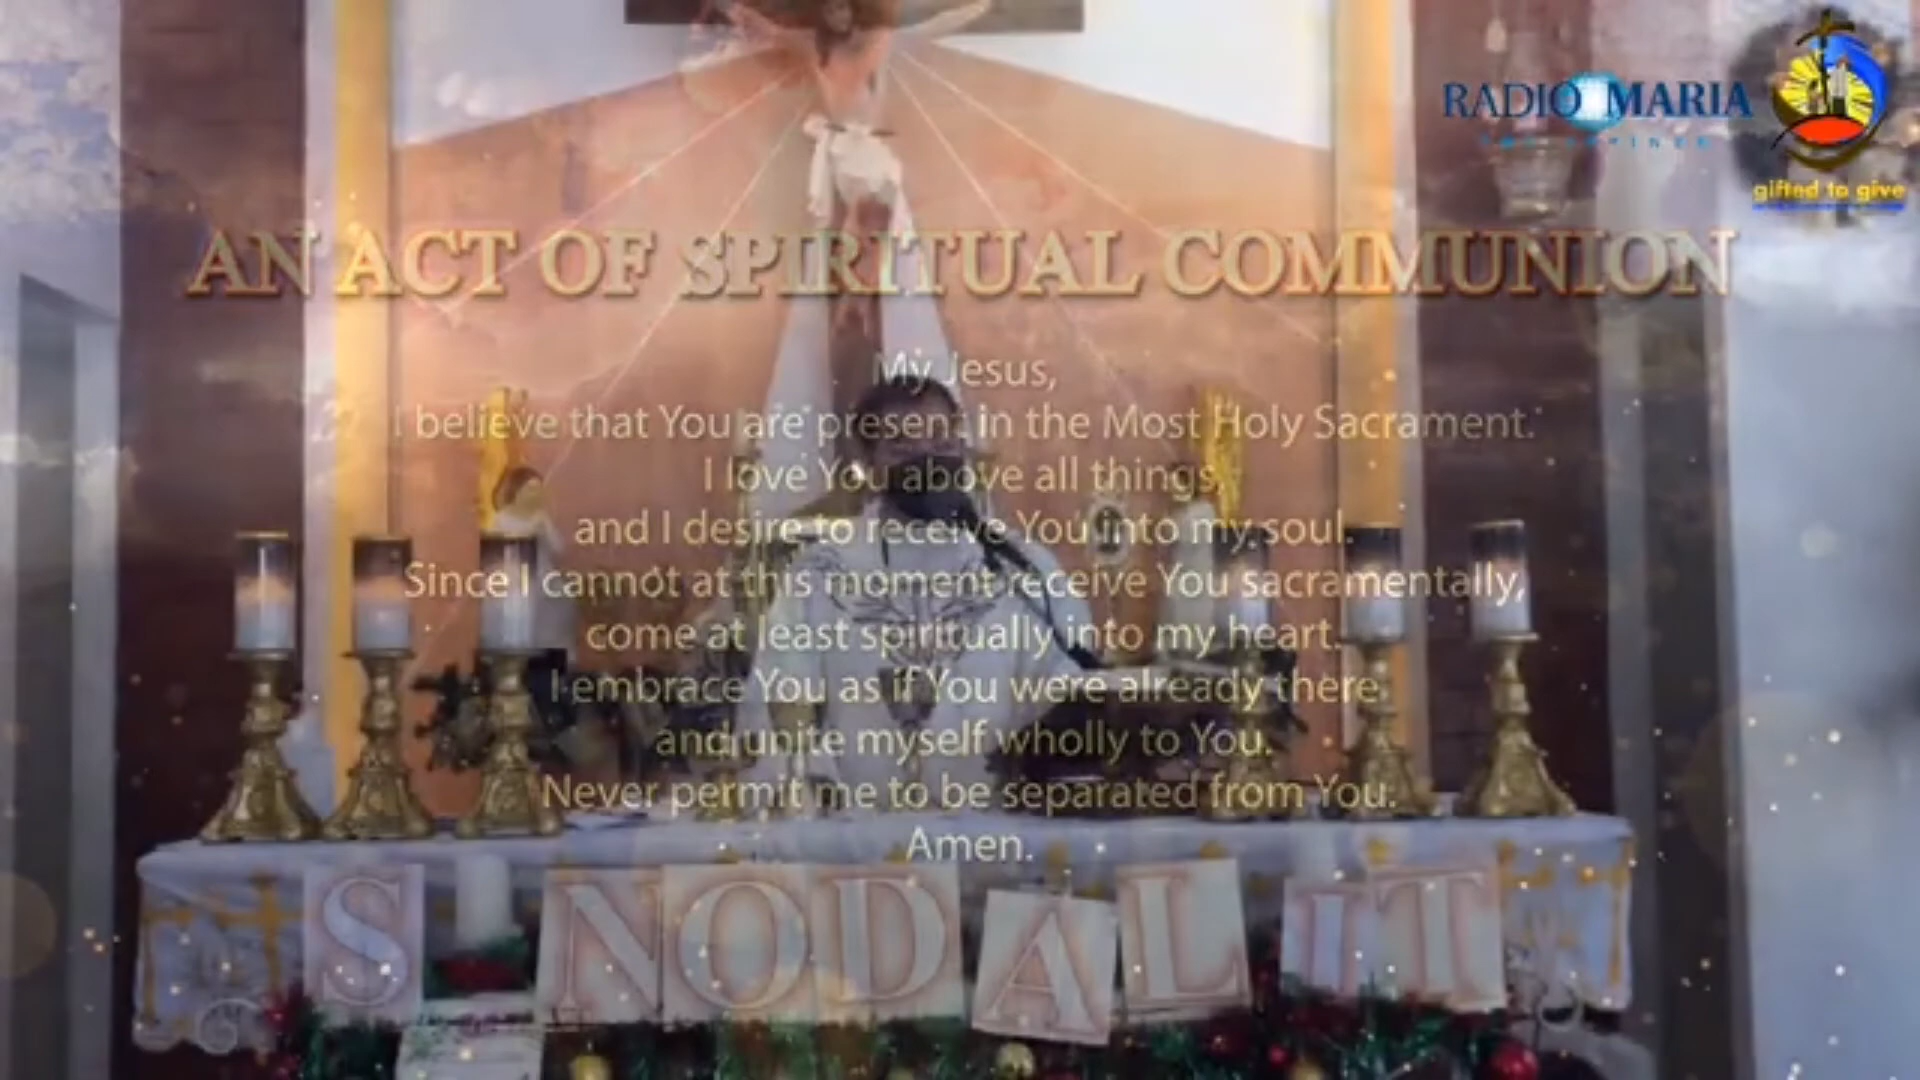 RADIO MARIA
gifted to give
AN ACT OF SPIRITUAL COMMUNION
My Jesus,
I believe that You are present in the Most Holy Sacrament.
I love You above all things,
and I desire to receive You into my soul.
Since I cannot at this moment receive You sacramentally,
come at least spiritually into my heart.
I embrace You as if You were already there
and unite myself wholly to You.
Never permit me to be separated from You.
Amen.
S NODALIT